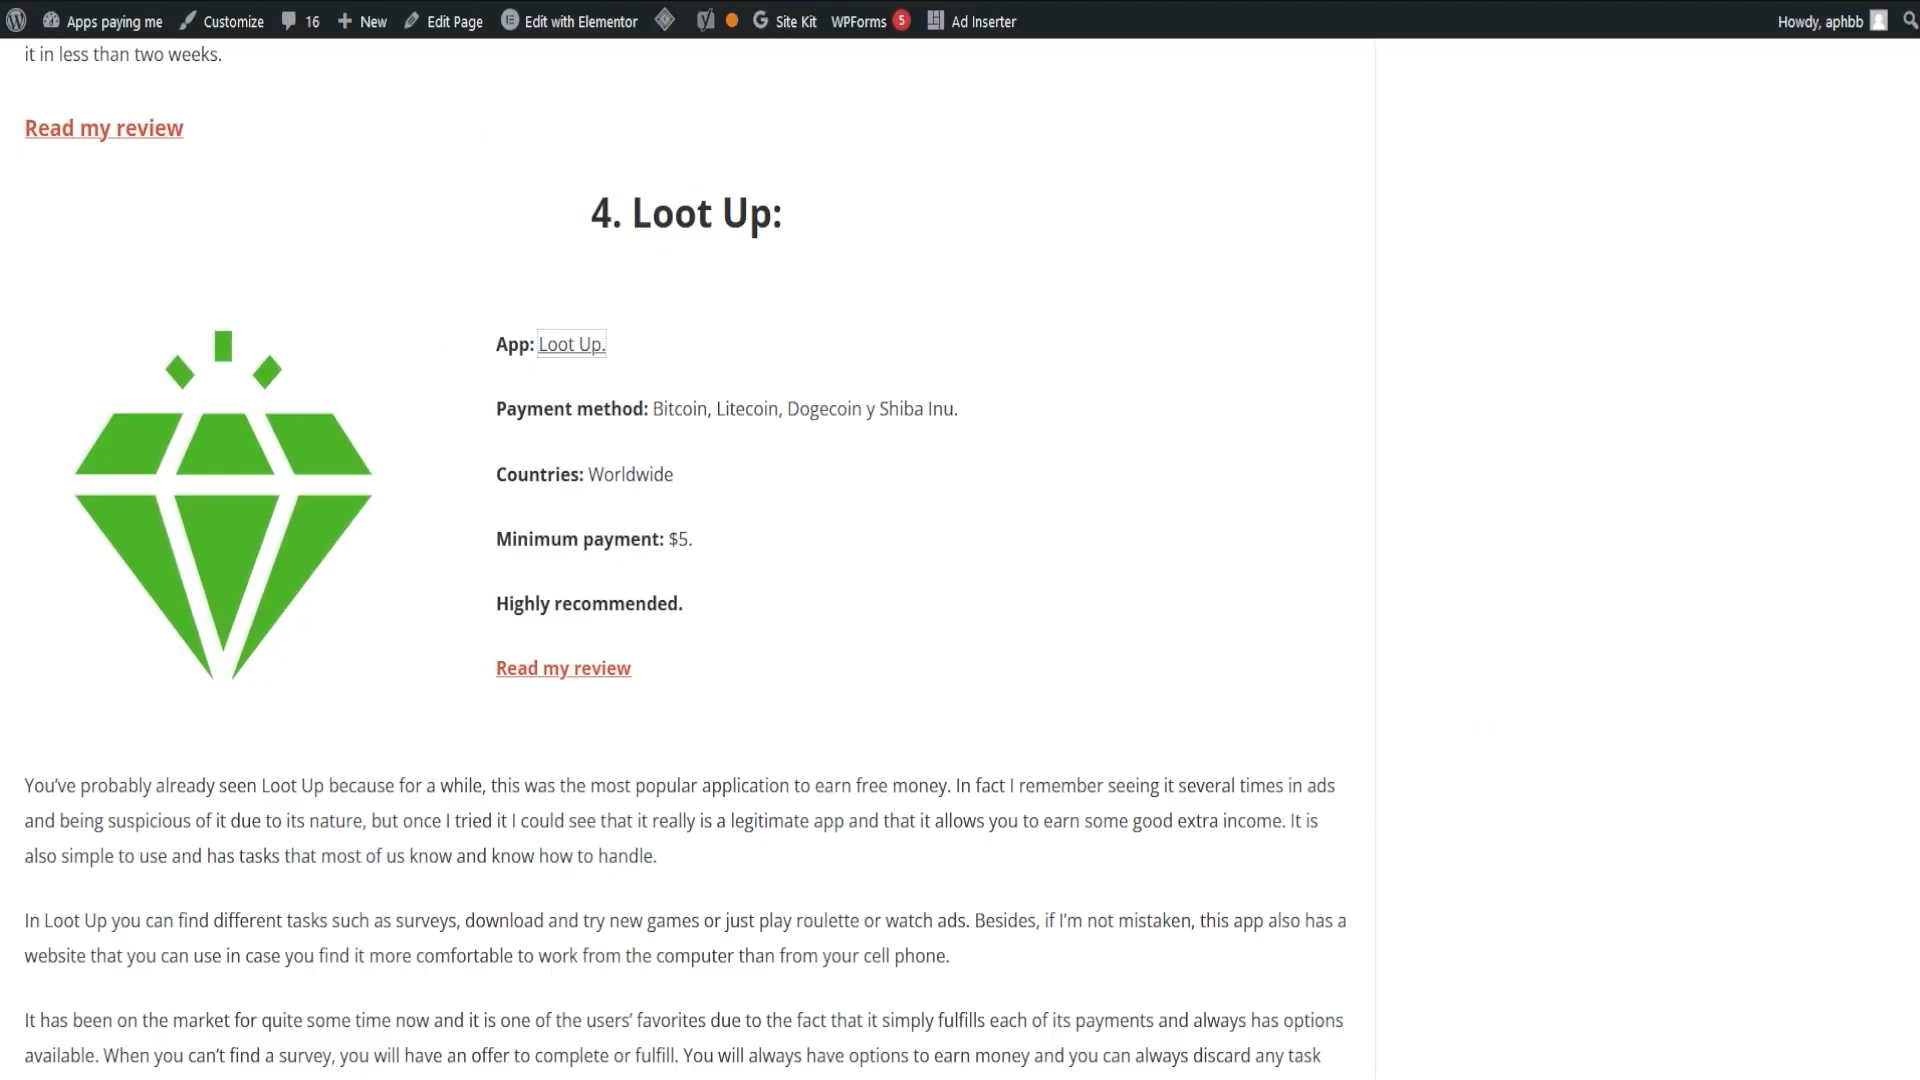 Apps paying me Customize 16 New Edit Page Edit with Elementor Site Kit WPForms 5 Ad Inserter Howdy, aphbb
it in less than two weeks.
Read my review
4. Loot Up:
App: Loot Up.
Payment method: Bitcoin, Litecoin, Dogecoin y Shiba Inu.
Countries: Worldwide
Minimum payment: $5.
Highly recommended.
Read my review
You’ve probably already seen Loot Up because for a while, this was the most popular application to earn free money. In fact I remember seeing it several times in ads
and being suspicious of it due to its nature, but once I tried it I could see that it really is a legitimate app and that it allows you to earn some good extra income. It is
also simple to use and has tasks that most of us know and know how to handle.
In Loot Up you can find different tasks such as surveys, download and try new games or just play roulette or watch ads. Besides, if I’m not mistaken, this app also has a
website that you can use in case you find it more comfortable to work from the computer than from your cell phone.
It has been on the market for quite some time now and it is one of the users’ favorites due to the fact that it simply fulfills each of its payments and always has options
available. When you can’t find a survey, you will have an offer to complete or fulfill. You will always have options to earn money and you can always discard any task